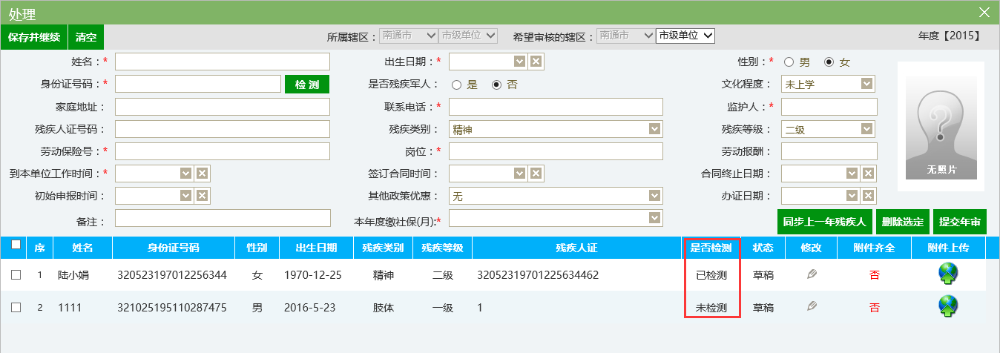 处理
保存并继续 清空 所属辖区： 南通市 市级单位 希望审核的辖区： 南通市 市级单位 年度【2015】
姓名：* 出生日期：* 性别：* 男 女
身份证号码：* 检 测 是否残疾军人： 是 否 文化程度： 未上学
家庭地址： 联系电话：* 监护人：*
残疾人证号码： 残疾类别： 精神 残疾等级： 二级
劳动保险号：* 岗位：* 劳动报酬：
到本单位工作时间：* 签订合同时间： 合同终止日期：
初始申报时间： 其他政策优惠： 无 办证日期：
无照片
备注： 本年度缴社保(月):* 同步上一年残疾人 删除选定 提交年审
序 姓名 身份证号码 性别 出生日期 残疾类别 残疾等级 残疾人证 是否检测 状态 修改 附件齐全 附件上传
1 陆小娟 320523197012256344 女 1970-12-25 精神 二级 32052319701225634462 已检测 草稿 否
2 1111 321025195110287475 男 2016-5-23 肢体 一级 1 未检测 草稿 否